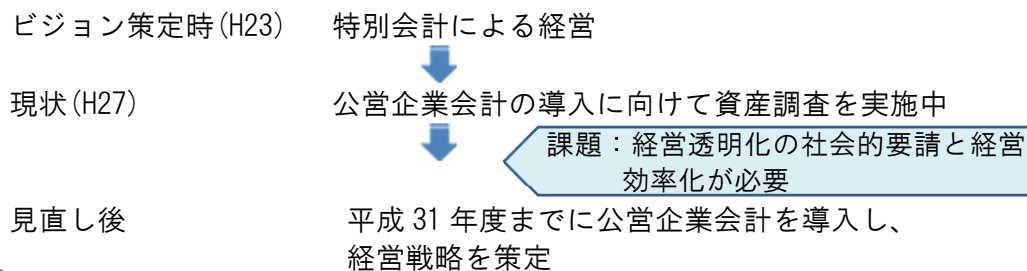 ビジョン策定時(H23) 特別会計による経営
現状(H27) 公営企業会計の導入に向けて資産調査を実施中
課題：経営透明化の社会的要請と経営
効率化が必要
見直し後 平成 31 年度までに公営企業会計を導入し、
経営戦略を策定